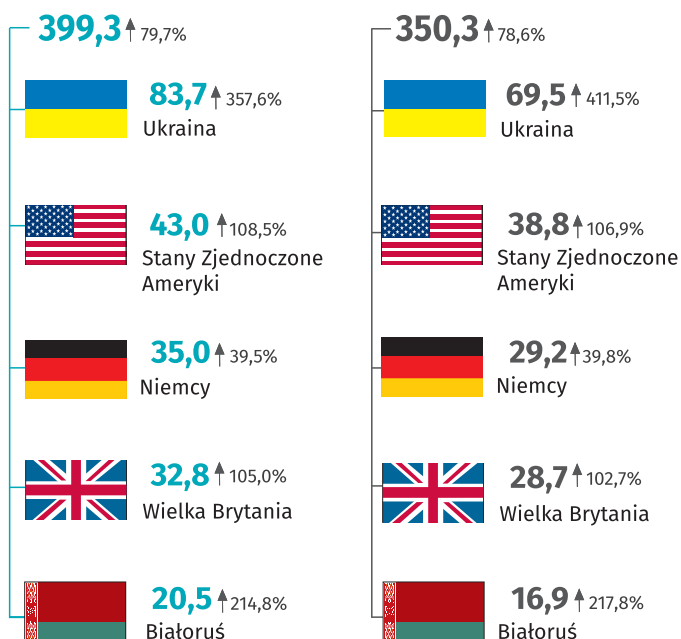 399,3 79,7%
83,7 357,6%
Ukraina
43,0 108,5%
Stany Zjednoczone
Ameryki
35,0 39,5%
Niemcy
32,8 105,0%
Wielka Brytania
20,5 214,8%
Białoruś
350,3 78,6%
69,5 411,5%
Ukraina
38,8 106,9%
Stany Zjednoczone
Ameryki
29,2 39,8%
Niemcy
28,7 102,7%
Wielka Brytania
16,9 217,8%
Białoruś